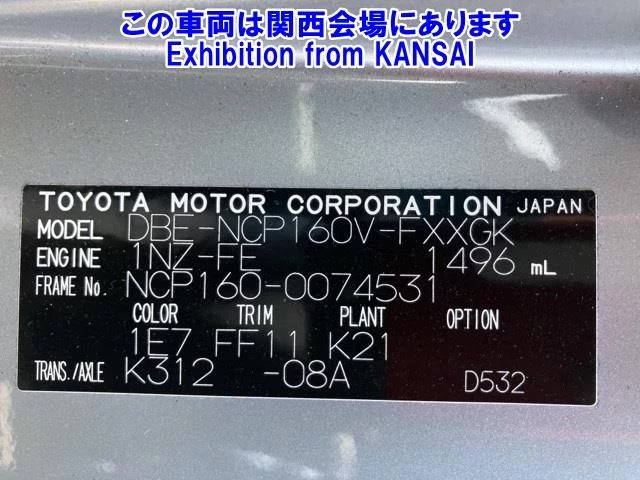 この車両は関西会場にあります
Exhibition from KANSAI
TOYOTA MOTOR CORPORATION JAPAN
MODEL DBE-NCP160V-FXXGK
ENGINE 1NZ-FE 1496 mL
FRAME No. NCP160-0074531
COLOR TRIM PLANT OPTION
1E7 FF11 K21
TRANS./AXLE K312 -08A D532